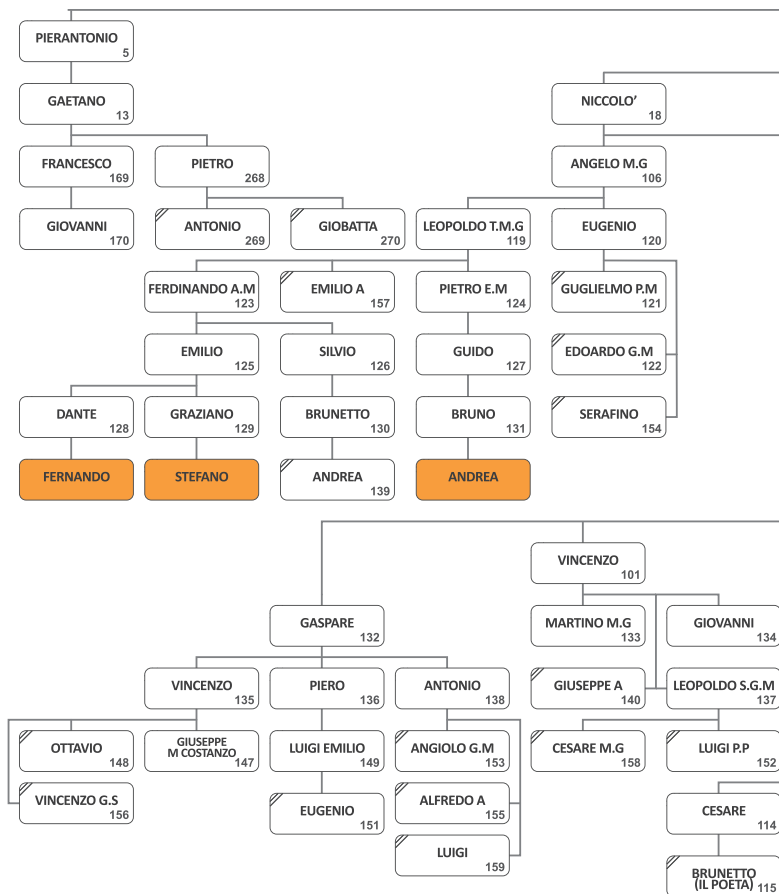 PIERANTONIO
5
GAETANO
13
NICCOLO’
18
FRANCESCO
169
PIETRO
268
ANGELO M.G
106
GIOVANNI
170
ANTONIO
269
GIOBATTA
270
LEOPOLDO T.M.G
119
EUGENIO
120
FERDINANDO A.M
123
EMILIO A
157
PIETRO E.M
124
GUGLIELMO P.M
121
EMILIO
125
SILVIO
126
GUIDO
127
EDOARDO G.M
122
DANTE
128
GRAZIANO
129
BRUNETTO
130
BRUNO
131
SERAFINO
154
FERNANDO
STEFANO
ANDREA
139
ANDREA
VINCENZO
101
GASPARE
132
MARTINO M.G
133
GIOVANNI
134
VINCENZO
135
PIERO
136
ANTONIO
138
GIUSEPPE A
140
LEOPOLDO S.G.M
137
OTTAVIO
148
GIUSEPPE
M COSTANZO
147
LUIGI EMILIO
149
ANGIOLO G.M
153
CESARE M.G
158
LUIGI P.P
152
VINCENZO G.S
156
EUGENIO
151
ALFREDO A
155
CESARE
114
LUIGI
159
BRUNETTO
(IL POETA)
115